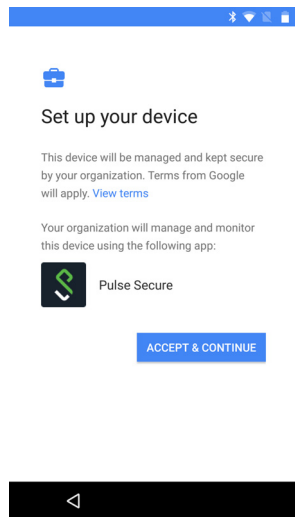 Set up your device
This device will be managed and kept secure
by your organization. Terms from Google
will apply. View terms
Your organization will manage and monitor
this device using the following app:
Pulse Secure
ACCEPT & CONTINUE